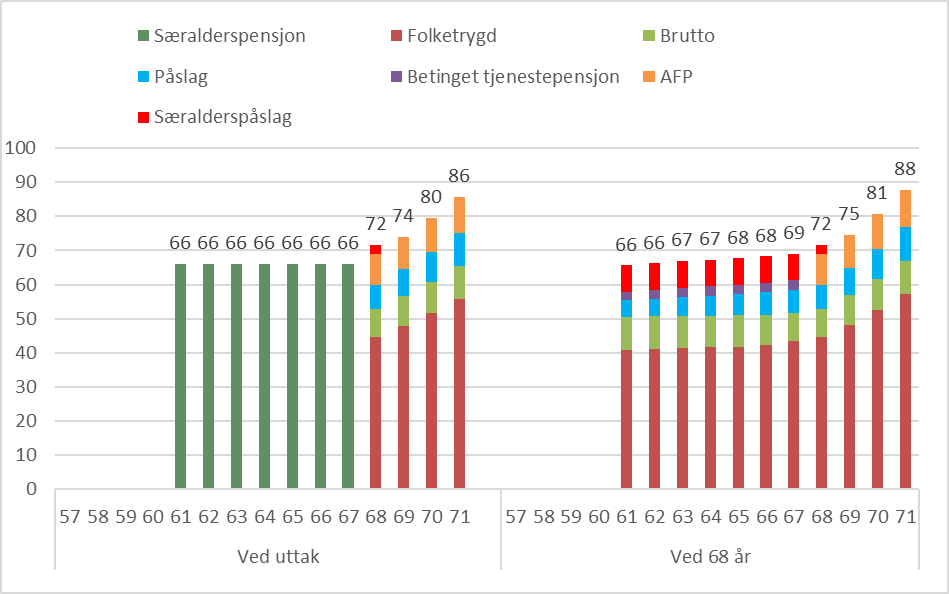 Særalderspensjon Folketrygd Brutto
Påslag Betinget tjenestepensjon AFP
Særalderspåslag
100
90
80
70
60
50
40
30
20
10
0
66 66 66 66 66 66 66 72 74 80 86
66 66 67 67 68 68 69 72 75 81 88
57 58 59 60 61 62 63 64 65 66 67 68 69 70 71 57 58 59 60 61 62 63 64 65 66 67 68 69 70 71
Ved uttak Ved 68 år